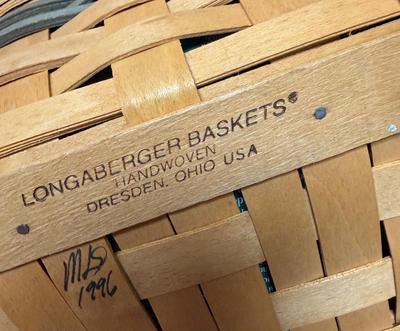 LONGABERGER BASKETS®
HANDWOVEN
DRESDEN, OHIO USA
1996